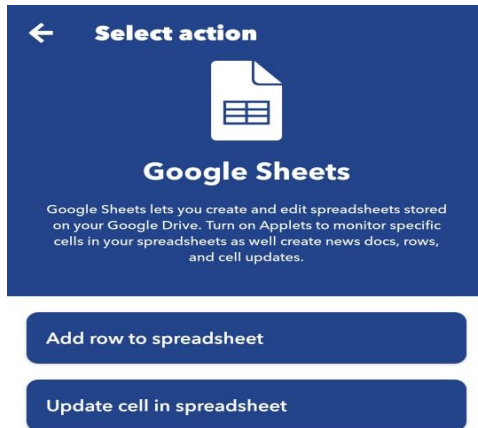 Select action
Google Sheets
Google Sheets lets you create and edit spreadsheets stored
on your Google Drive. Turn on Applets to monitor specific
cells in your spreadsheets as well create news docs, rows,
and cell updates.
Add row to spreadsheet
Update cell in spreadsheet